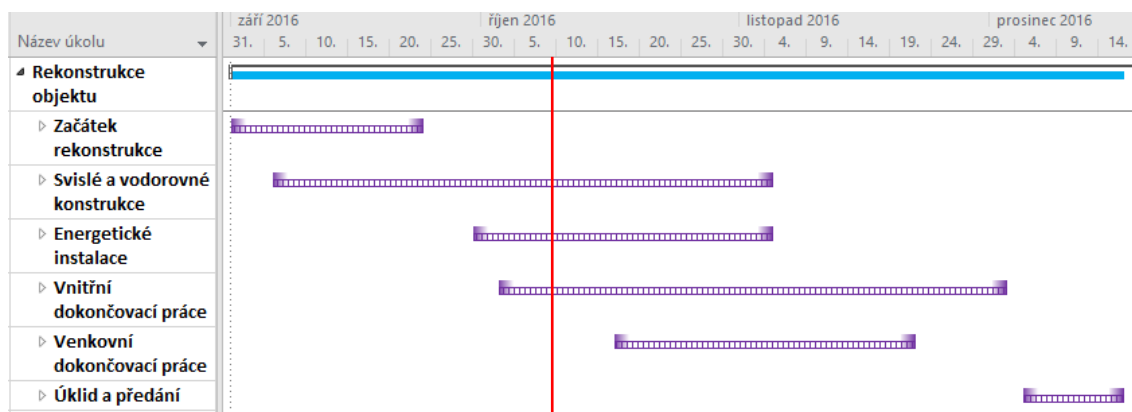 září 2016 říjen 2016 listopad 2016 prosinec 2016
Název úkolu 31. 5. 10. 15. 20. 25. 30. 5. 10. 15. 20. 25. 30. 4. 9. 14. 19. 24. 29. 4. 9. 14.
Rekonstrukce
objektu
Začátek
rekonstrukce
Svislé a vodorovné
konstrukce
Energetické
instalace
Vnitřní
dokončovací práce
Venkovní
dokončovací práce
Úklid a předání